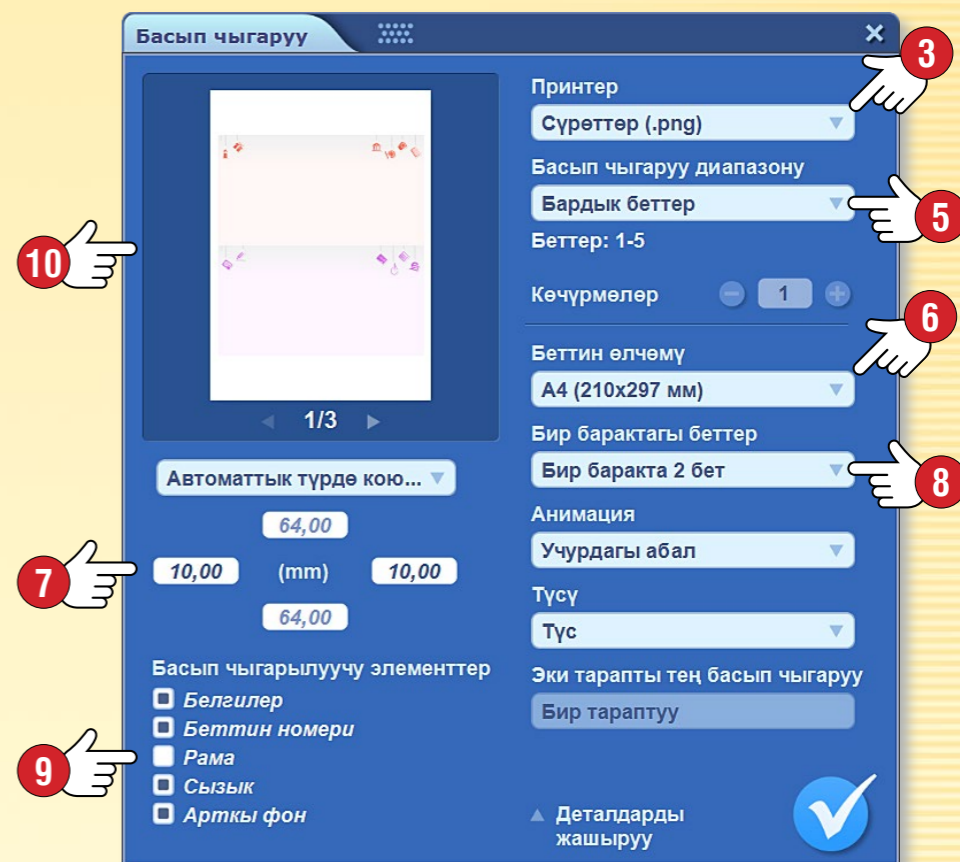 Басып чыгаруу
3
Принтер
Сүрөттөр (.png)
Басып чыгаруу диапазону
Бардык беттер
5
Беттер: 1-5
Көчүрмөлөр
1
6
Беттин өлчөмү
A4 (210x297 мм)
Бир барактагы беттер
Бир баракта 2 бет
8
Анимация
Учурдагы абал
Түсү
Түс
Эки тарапты тең басып чыгаруу
Бир тараптуу
Деталдарды
жашыруу
10
1/3
Автоматтык түрдө кою...
64,00
7
10,00 (mm) 10,00
64,00
Басып чыгарылуучу элементтер
Белгилер
Беттин номери
9
Рама
Сызык
Арткы фон